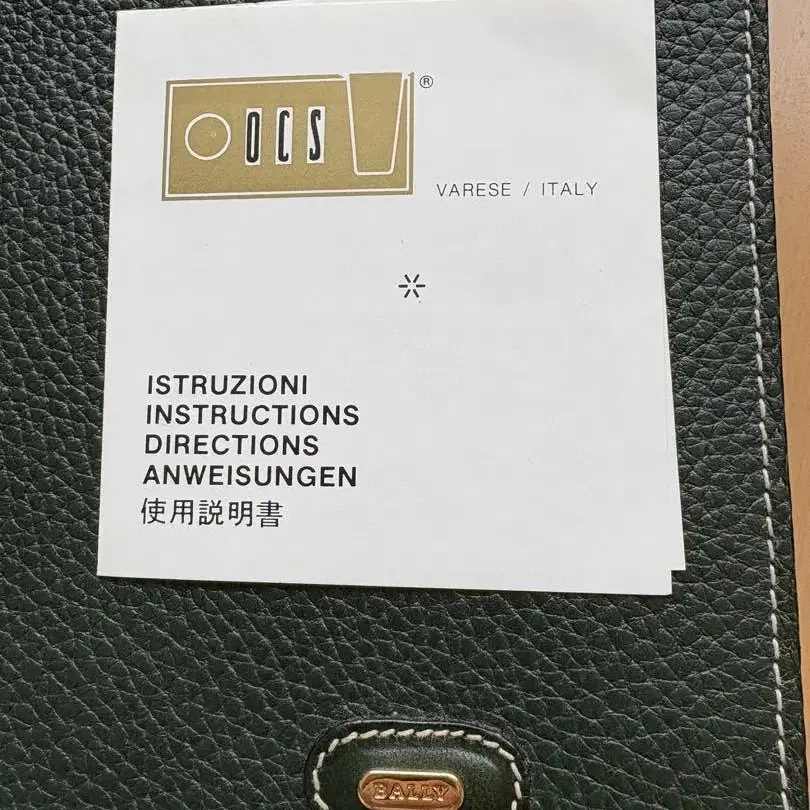 OCS ®
VARESE / ITALY
ISTRUZIONI
INSTRUCTIONS
DIRECTIONS
ANWEISUNGEN
使用説明書
BALLY